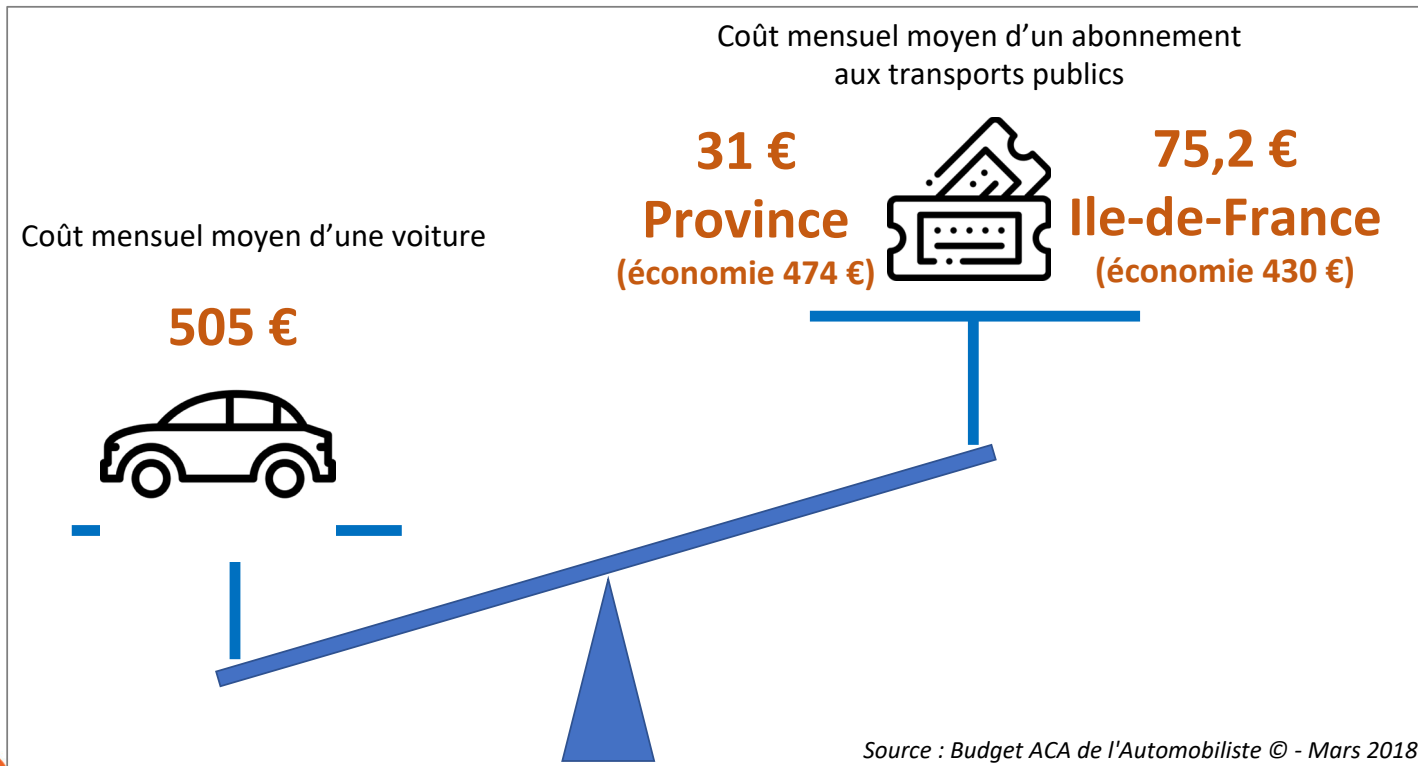 Coût mensuel moyen d’un abonnement
aux transports publics
31 €
Province
(économie 474 €)
75,2 €
Ile-de-France
(économie 430 €)
Coût mensuel moyen d’une voiture
505 €
Source : Budget ACA de l'Automobiliste © - Mars 2018